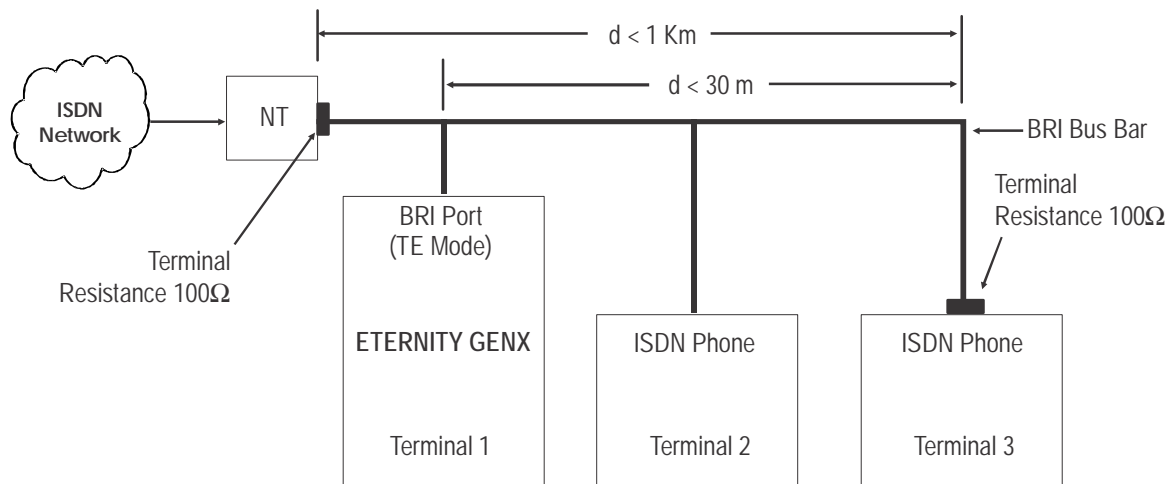 d < 1 Km
d < 30 m
ISDN
Network
NT
BRI Bus Bar
Terminal
Resistance 100Ω
BRI Port
(TE Mode)
Terminal
Resistance 100Ω
ETERNITY GENX
ISDN Phone
ISDN Phone
Terminal 1
Terminal 2
Terminal 3